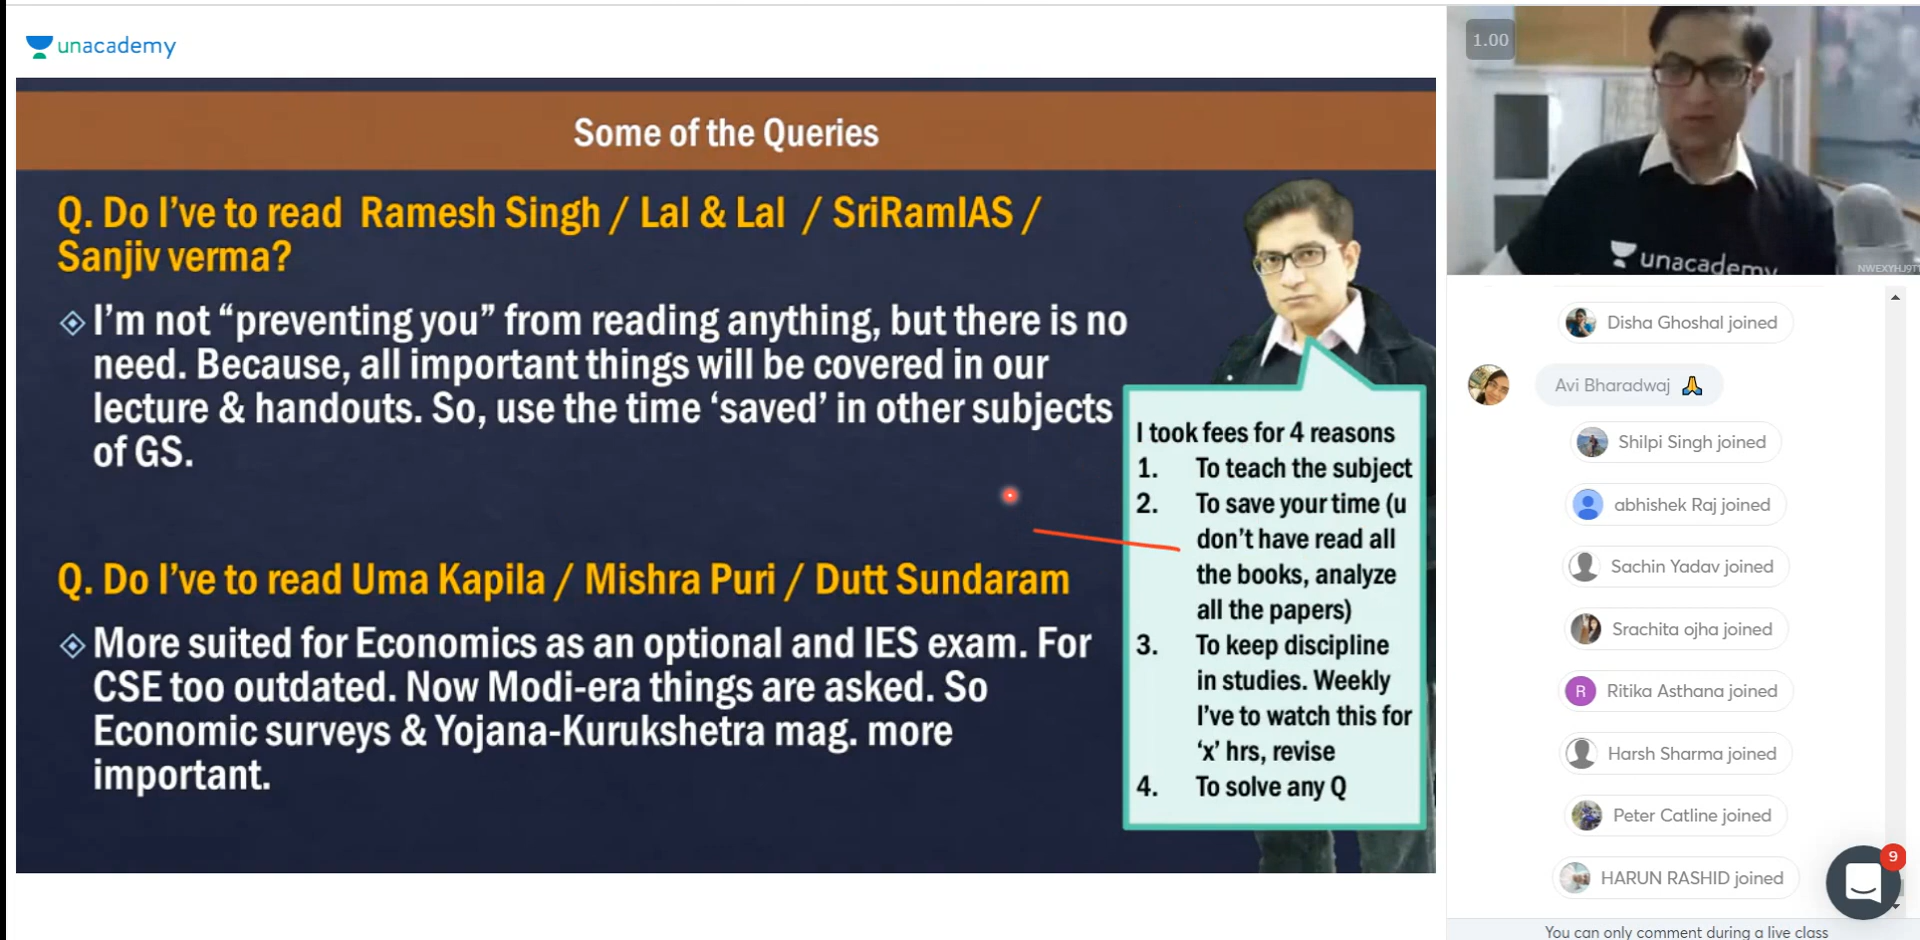 unacademy
Some of the Queries
Q. Do I've to read Ramesh Singh / Lal & Lal / SriRamIAS /
Sanjiv verma?
I'm not “preventing you” from reading anything, but there is no
need. Because, all important things will be covered in our
lecture & handouts. So, use the time ‘saved’ in other subjects
of GS.
Q. Do I've to read Uma Kapila / Mishra Puri / Dutt Sundaram
More suited for Economics as an optional and IES exam. For
CSE too outdated. Now Modi-era things are asked. So
Economic surveys & Yojana-Kurukshetra mag. more
important.
I took fees for 4 reasons
1. To teach the subject
2. To save your time (u
don't have read all
the books, analyze
all the papers)
3. To keep discipline
in studies. Weekly
I've to watch this for
‘x’ hrs, revise
4. To solve any Q
1.00
unacademy
Disha Ghoshal joined
Avi Bharadwaj 🙏
Shilpi Singh joined
abhishek Raj joined
Sachin Yadav joined
Srachita ojha joined
R Ritika Asthana joined
Harsh Sharma joined
Peter Catline joined
HARUN RASHID joined
9
You can only comment during a live class